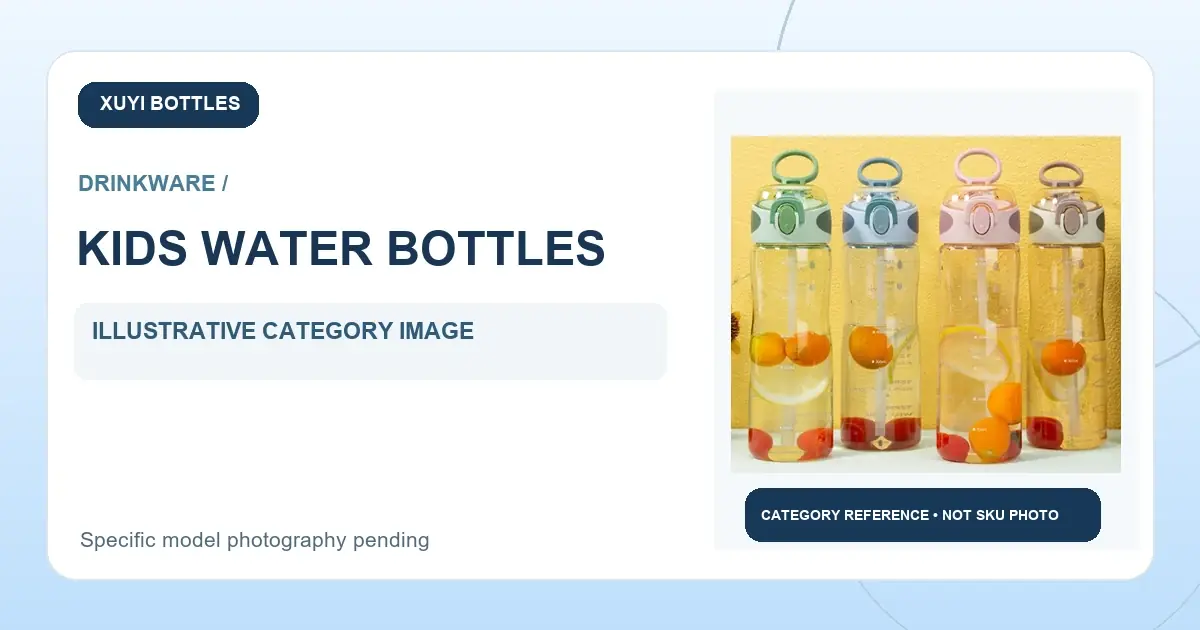 XUYI BOTTLES
DRINKWARE /
KIDS WATER BOTTLES
ILLUSTRATIVE CATEGORY IMAGE
Specific model photography pending
CATEGORY REFERENCE • NOT SKU PHOTO